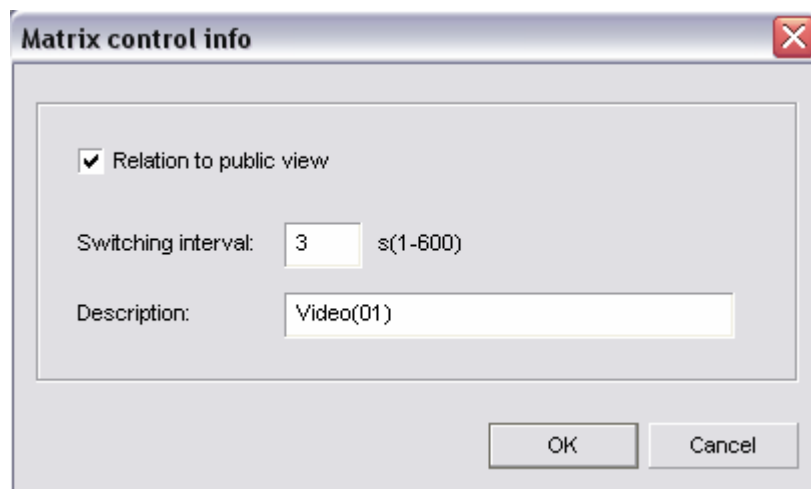 Matrix control info
Relation to public view
Switching interval: 3 s(1-600)
Description: Video(01)
OK Cancel